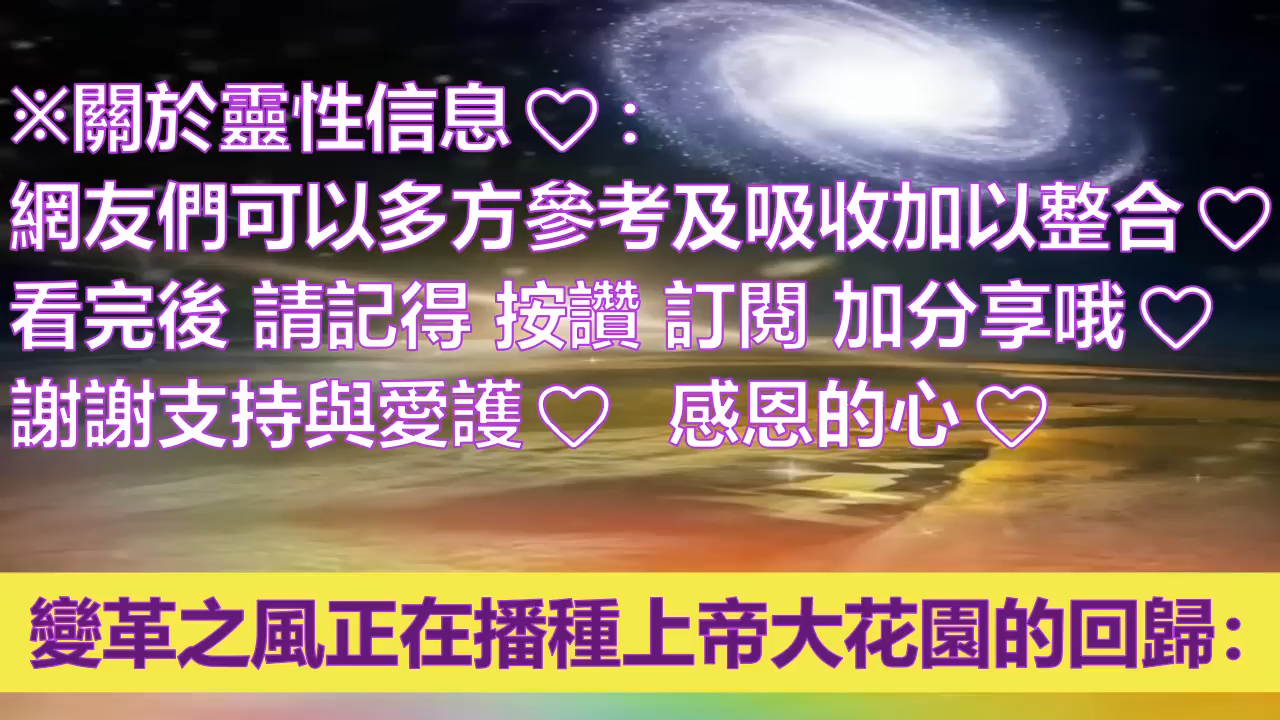 ※關於靈性信息♡：
網友們可以多方參考及吸收加以整合♡
看完後 請記得 按讚 訂閱 加分享哦♡
謝謝支持與愛護♡ 感恩的心♡
變革之風正在播種上帝大花園的回歸：